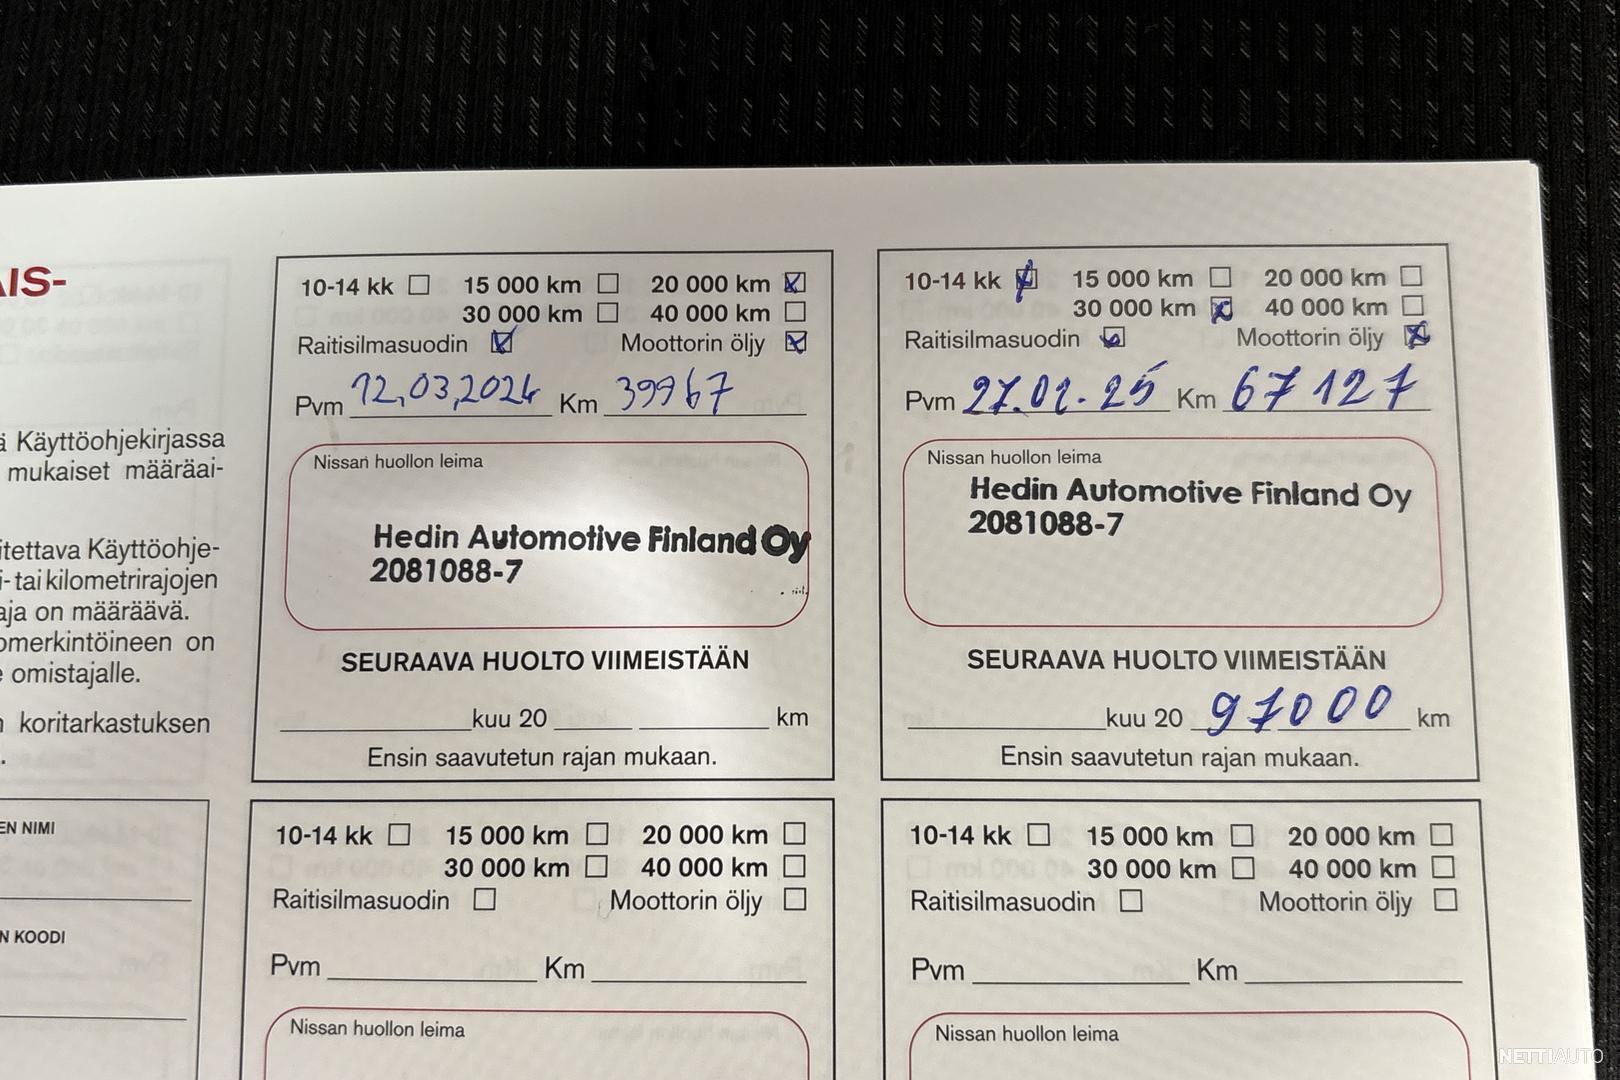 AIS-
ä Käyttöohjekirjassa
mukaiset määräai-
itettava Käyttöohje-
i- tai kilometrirajojen
aja on määräävä.
omerkintöineen on
omistajalle.
koritarkastuksen
EN NIMI
N KOODI
10-14 kk 15 000 km 20 000 km
30 000 km 40 000 km
Raitisilmasuodin Moottorin öljy
Pvm 12,03,2024 Km 39967
Nissan huollon leima
Hedin Automotive Finland Oy
2081088-7
SEURAAVA HUOLTO VIIMEISTÄÄN
kuu 20 km
Ensin saavutetun rajan mukaan.
10-14 kk 15 000 km 20 000 km
30 000 km 40 000 km
Raitisilmasuodin Moottorin öljy
Pvm 27.02.25 Km 67 127
Nissan huollon leima
Hedin Automotive Finland Oy
2081088-7
SEURAAVA HUOLTO VIIMEISTÄÄN
kuu 20 97000 km
Ensin saavutetun rajan mukaan.
10-14 kk 15 000 km 20 000 km
30 000 km 40 000 km
Raitisilmasuodin Moottorin öljy
Pvm Km
Nissan huollon leima
10-14 kk 15 000 km 20 000 km
30 000 km 40 000 km
Raitisilmasuodin Moottorin öljy
Pvm Km
Nissan huollon leima
NETTIAUTO